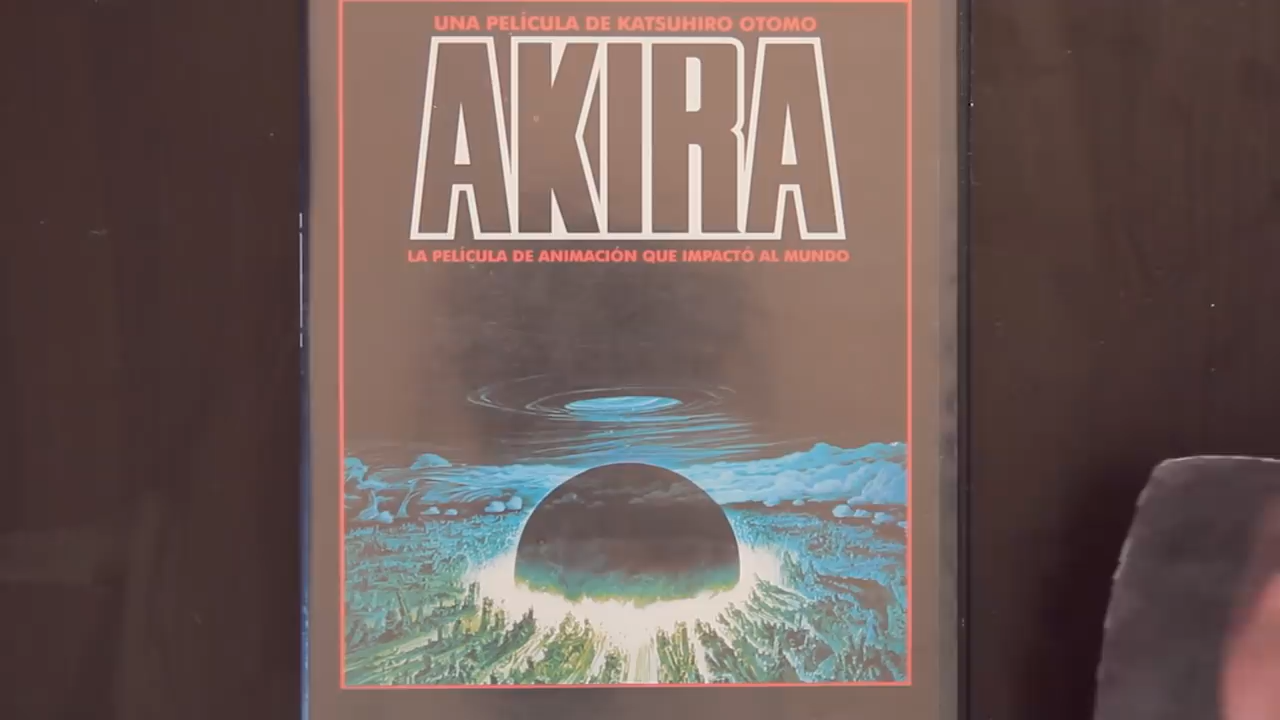 UNA PELÍCULA DE KATSUHIRO OTOMO
AKIRA
LA PELÍCULA DE ANIMACIÓN QUE IMPACTÓ AL MUNDO